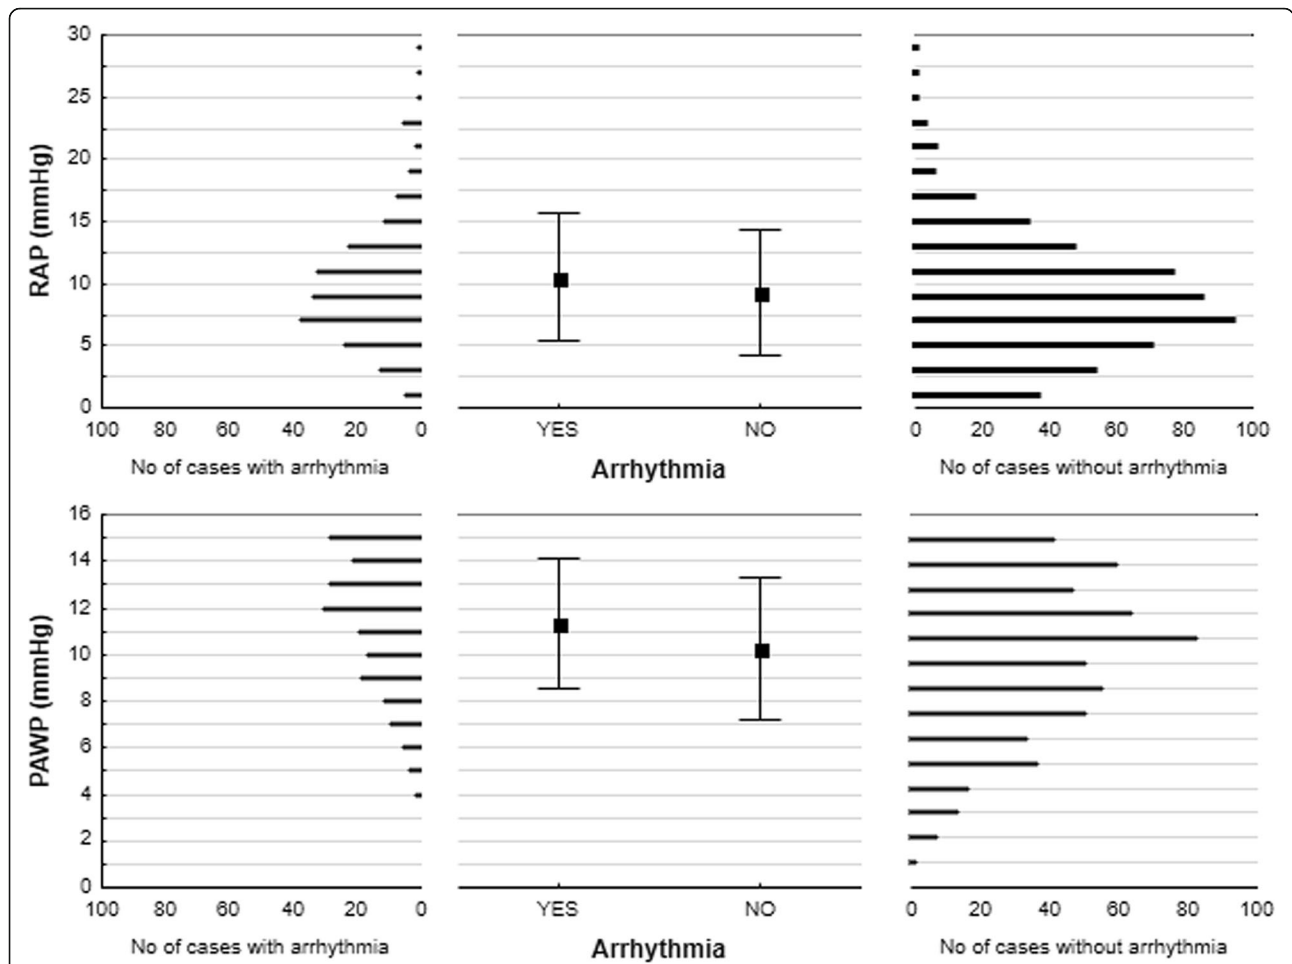 30
25
20
15
10
5
0
RAP (mmHg)
100 80 60 40 20 0
No of cases with arrhythmia
YES NO
Arrhythmia
0 20 40 60 80 100
No of cases without arrhythmia
16
14
12
10
8
6
4
2
0
PAWP (mmHg)
100 80 60 40 20 0
No of cases with arrhythmia
YES NO
Arrhythmia
0 20 40 60 80 100
No of cases without arrhythmia